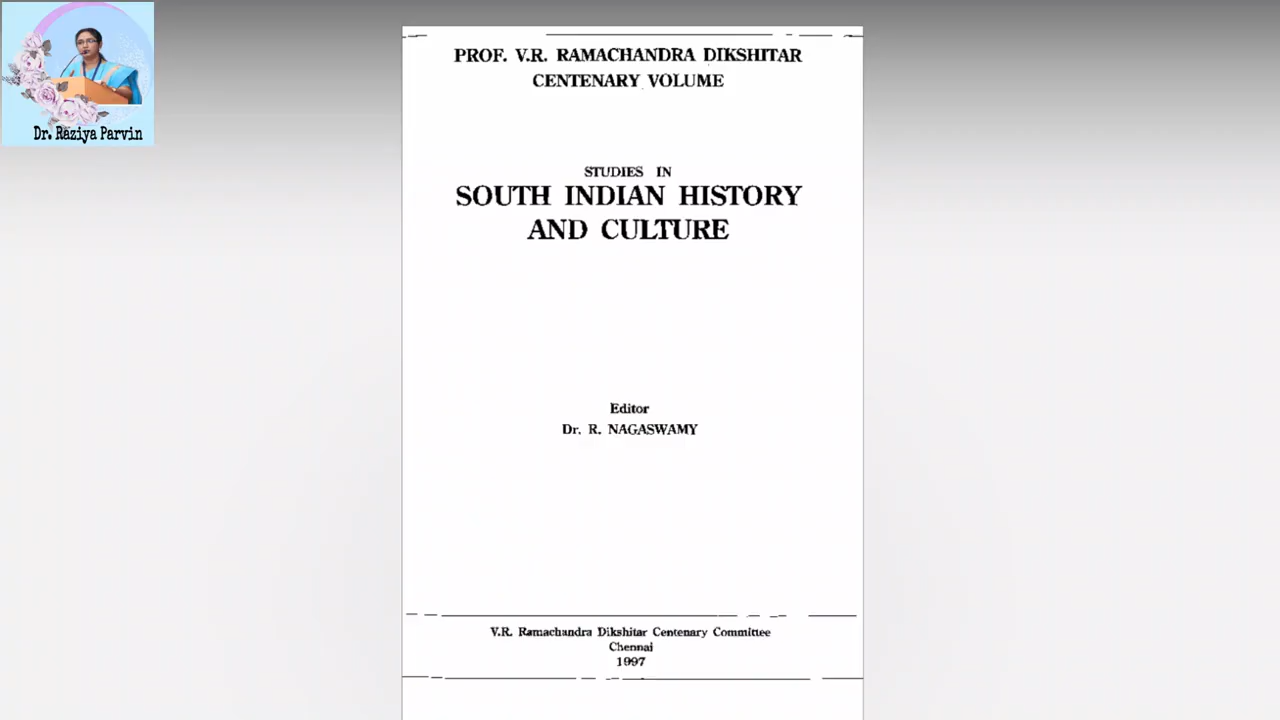 Dr. Raziya Parvin
PROF. V.R. RAMACHANDRA DIKSHITAR
CENTENARY VOLUME
STUDIES IN
SOUTH INDIAN HISTORY
AND CULTURE
Editor
Dr. R. NAGASWAMY
V.R. Ramachandra Dikshitar Centenary Committee
Chennai
1997